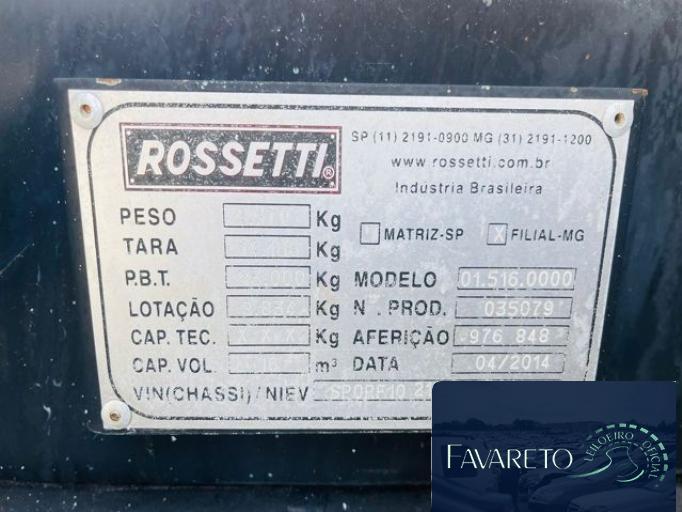 ROSSETTI®
SP (11) 2191-0900 MG (31) 2191-1200
www.rossetti.com.br
Indústria Brasileira
PESO Kg
TARA Kg
MATRIZ-SP X FILIAL-MG
P.B.T. Kg MODELO 01.516.0000
LOTAÇÃO Kg N°. PROD. 035079
CAP. TEC. X X X Kg AFERIÇÃO 976 848
CAP. VOL. m³ DATA 04/2014
VIN(CHASSI)/NIEV
FAVARETO
LEILOEIRO OFICIAL